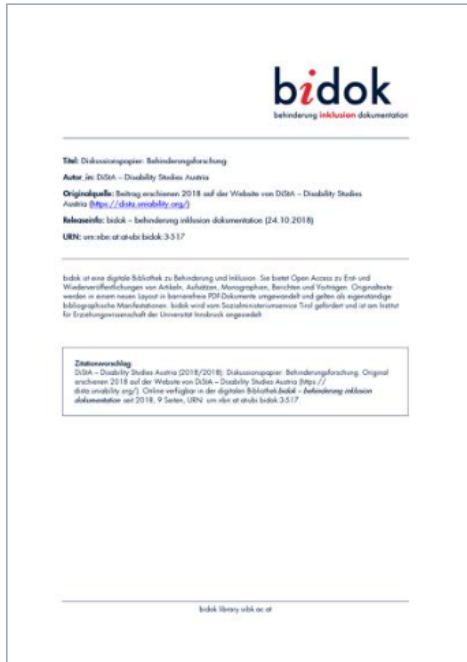 bidok
behinderung inklusion dokumentation
Titel: Diskussionspapier: Behinderungsforschung
Autor_in: DiStA – Disability Studies Austria
Originalquelle: Beitrag erschienen 2018 auf der Website von DiStA – Disability Studies
Austria (https://dista.uniability.org/)
Releaseinfo: bidok – behinderung inklusion dokumentation (24.10.2018)
URN: urn:nbn:at:at-ubi:bidok:3-517
bidok ist eine digitale Bibliothek zu Behinderung und Inklusion. Sie bietet Open Access zu Erst- und
Wiederveröffentlichungen von Artikeln, Aufsätzen, Monographien, Berichten und Vorträgen. Originaltexte
werden in einem neuen Layout in barrierefreie PDF-Dokumente umgewandelt und gelten als eigenständige
bibliographische Manifestationen. bidok wird vom Sozialministeriumservice Tirol gefördert und ist am Institut
für Erziehungswissenschaft der Universität Innsbruck angesiedelt.
Zitationsvorschlag
DiStA – Disability Studies Austria (2018/2018): Diskussionspapier: Behinderungsforschung. Original
erschienen 2018 auf der Website von DiStA – Disability Studies Austria (https://
dista.uniability.org/). Online verfügbar in der digitalen Bibliothek bidok – behinderung inklusion
dokumentation seit 2018, 9 Seiten, URN: urn:nbn:at:at-ubi:bidok:3-517
bidok.library.uibk.ac.at